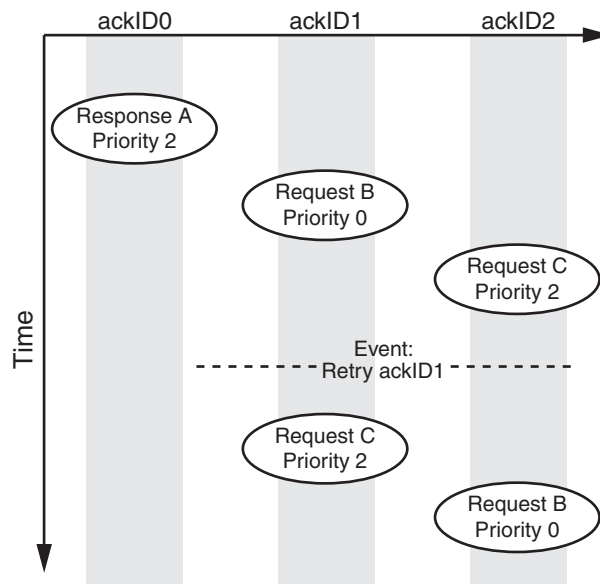 ackID0 ackID1 ackID2
Response A
Priority 2
Request B
Priority 0
Request C
Priority 2
Time
Event:
Retry ackID1
Request C
Priority 2
Request B
Priority 0